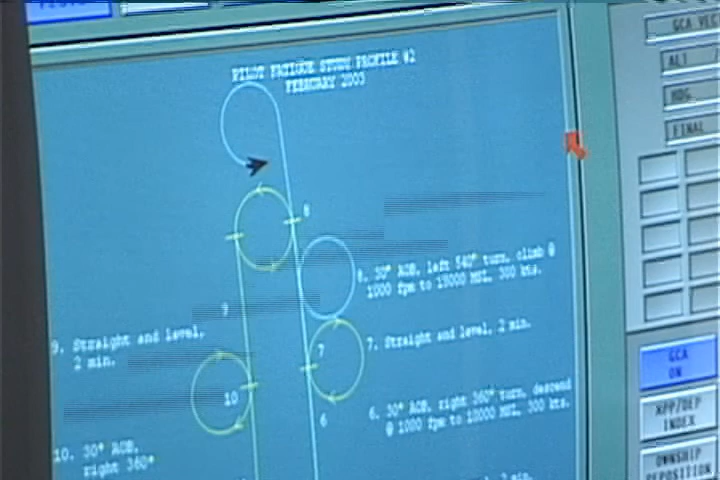 PILOT FATIGUE STUDY PROFILE #2
FEBRUARY 2003
GCA
ALT
HDG
FINAL
8
8. 30° AOB, left 540° turn, climb @
1000 fpm to 15000 MSL, 300 kts.
9
9. Straight and level,
2 min.
7
7. Straight and level, 2 min.
GCA
ON
10
6
6. 30° AOB, right 360° turn, descend
@ 1000 fpm to 10000 MSL, 300 kts.
APP/DEP
INDEX
10. 30° AOB,
right 360°
OWNSHIP
REPOSITION
2 min.